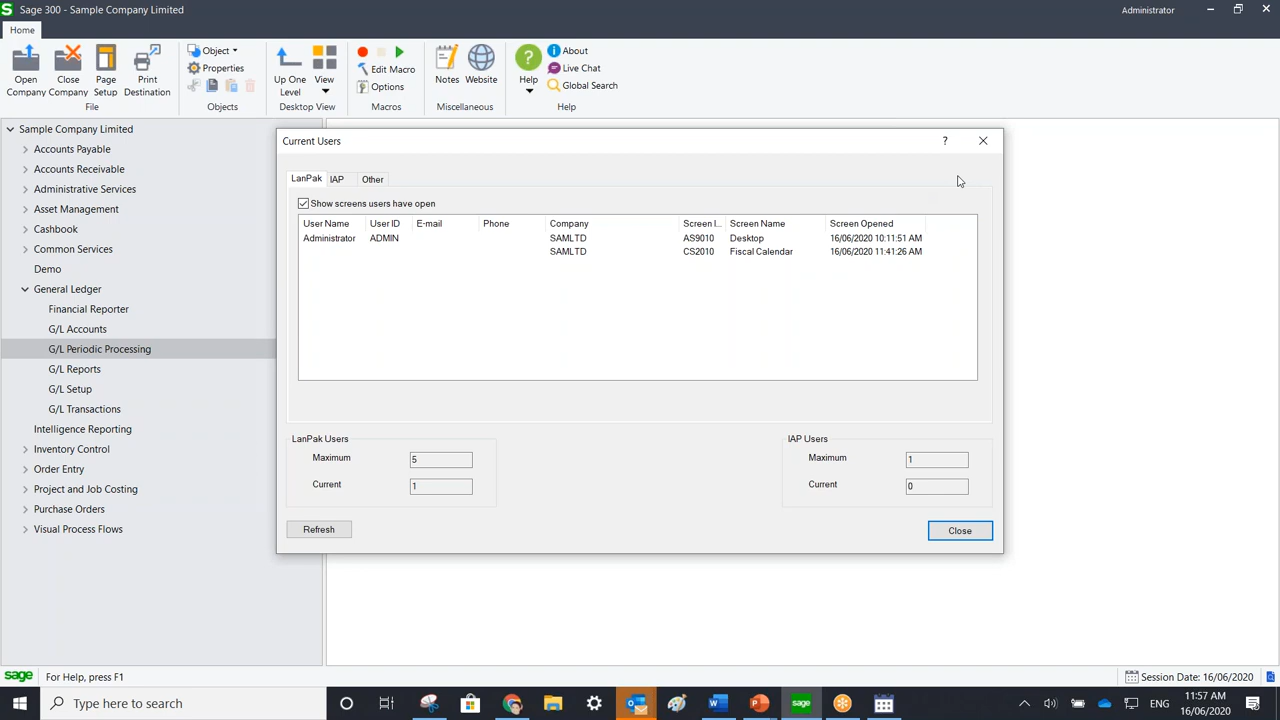 Sage 300 - Sample Company Limited
Administrator
Home
Open Company
Close Company
Page Setup
Print Destination
File
Object
Properties
Objects
Up One Level
View
Desktop View
Edit Macro
Options
Macros
Notes
Website
Miscellaneous
Help
About
Live Chat
Global Search
Help
Sample Company Limited
Accounts Payable
Accounts Receivable
Administrative Services
Asset Management
Cashbook
Common Services
Demo
General Ledger
Financial Reporter
G/L Accounts
G/L Periodic Processing
G/L Reports
G/L Setup
G/L Transactions
Intelligence Reporting
Inventory Control
Order Entry
Project and Job Costing
Purchase Orders
Visual Process Flows
Current Users
?
LanPak IAP Other
Show screens users have open
User Name User ID E-mail Phone Company Screen I... Screen Name Screen Opened
Administrator ADMIN SAMLTD AS9010 Desktop 16/06/2020 10:11:51 AM
SAMLTD CS2010 Fiscal Calendar 16/06/2020 11:41:26 AM
LanPak Users
Maximum 5
Current 1
IAP Users
Maximum 1
Current 0
Refresh
Close
sage For Help, press F1
Session Date: 16/06/2020
Type here to search
sage
ENG
11:57 AM
16/06/2020